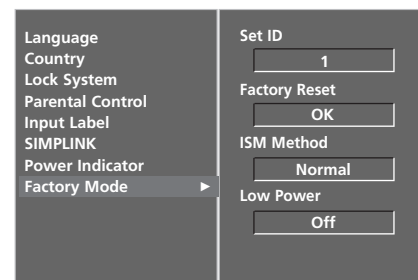 Language
Country
Lock System
Parental Control
Input Label
SIMPLINK
Power Indicator
Factory Mode ►
Set ID
1
Factory Reset
OK
ISM Method
Normal
Low Power
Off